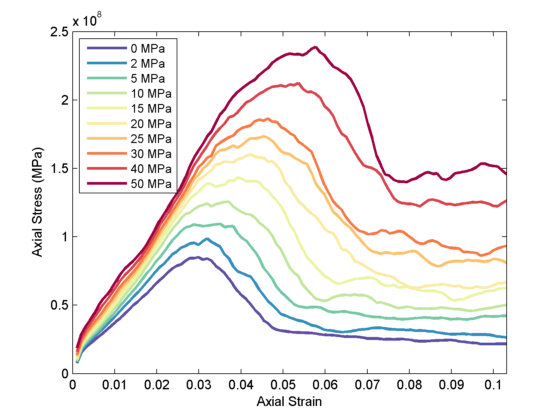 x 10⁸
2.5
2
1.5
1
0.5
0
0 MPa
2 MPa
5 MPa
10 MPa
15 MPa
20 MPa
25 MPa
30 MPa
40 MPa
50 MPa
Axial Stress (MPa)
0 0.01 0.02 0.03 0.04 0.05 0.06 0.07 0.08 0.09 0.1
Axial Strain